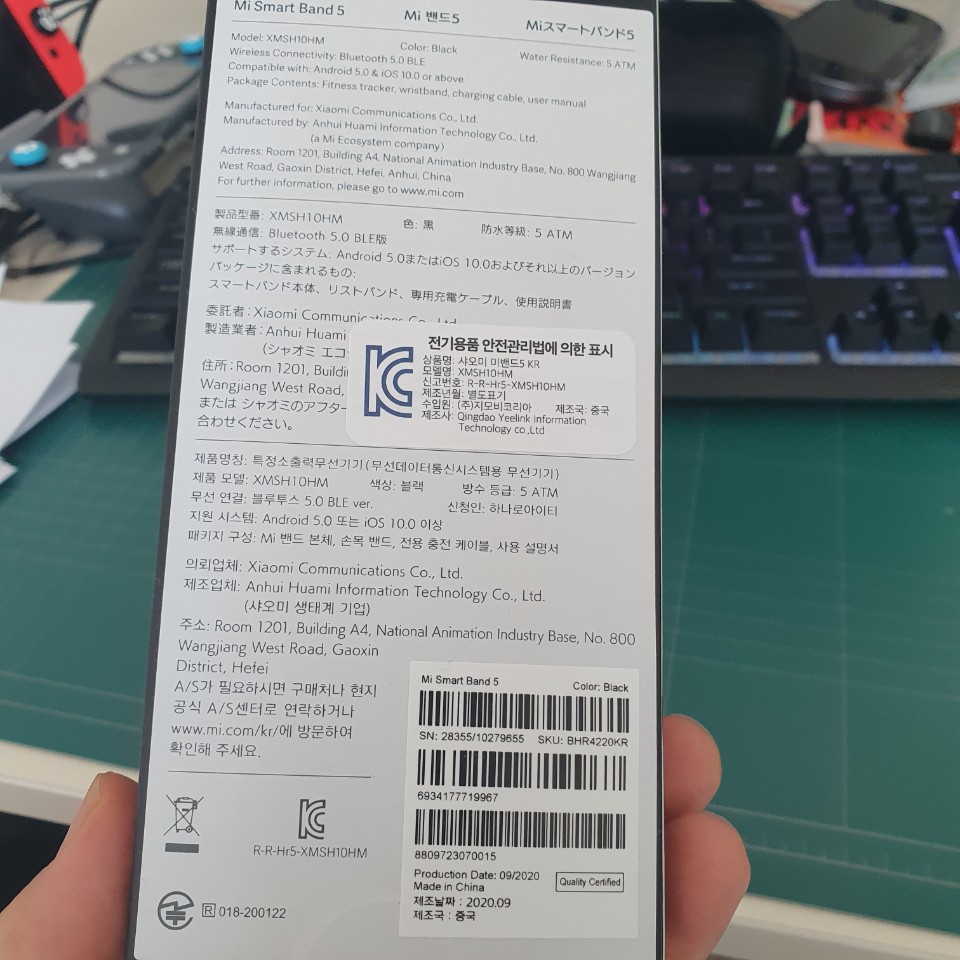 Mi Smart Band 5
Mi 밴드5
Miスマートバンド5
Model: XMSH10HM
Color: Black
Water Resistance: 5 ATM
Wireless Connectivity: Bluetooth 5.0 BLE
Compatible with: Android 5.0 & iOS 10.0 or above
Package Contents: Fitness tracker, wristband, charging cable, user manual
Manufactured for: Xiaomi Communications Co., Ltd.
Manufactured by: Anhui Huami Information Technology Co., Ltd.
(a Mi Ecosystem company)
Address: Room 1201, Building A4, National Animation Industry Base, No. 800 Wangjiang
West Road, Gaoxin District, Hefei, Anhui, China
For further information, please go to www.mi.com
製品型番: XMSH10HM
色: 黒
防水等級: 5 ATM
無線通信: Bluetooth 5.0 BLE版
サポートするシステム: Android 5.0またはiOS 10.0およびそれ以上のバージョン
パッケージに含まれるもの:
スマートバンド本体、リストバンド、専用充電ケーブル、使用説明書
委託者: Xiaomi Communications Co., Ltd.
製造業者: Anhui Huami
(シャオミ エコ
住所: Room 1201, Buildi
Wangjiang West Road,
または シャオミのアフター
合わせください。
전기용품 안전관리법에 의한 표시
상품명: 샤오미 미밴드5 KR
모델명: XMSH10HM
신고번호: R-R-Hr5-XMSH10HM
제조년월: 별도표기
수입원: (주)지모비코리아 제조국: 중국
제조사: Qingdao Yeelink Information
Technology co.,Ltd
제품명칭: 특정소출력무선기기(무선데이터통신시스템용 무선기기)
제품 모델: XMSH10HM
색상: 블랙
방수 등급: 5 ATM
무선 연결: 블루투스 5.0 BLE ver.
신청인: 하나로아이티
지원 시스템: Android 5.0 또는 iOS 10.0 이상
패키지 구성: Mi 밴드 본체, 손목 밴드, 전용 충전 케이블, 사용 설명서
의뢰업체: Xiaomi Communications Co., Ltd.
제조업체: Anhui Huami Information Technology Co., Ltd.
(샤오미 생태계 기업)
주소: Room 1201, Building A4, National Animation Industry Base, No. 800
Wangjiang West Road, Gaoxin
District, Hefei
A/S가 필요하시면 구매처나 현지
공식 A/S센터로 연락하거나
www.mi.com/kr/에 방문하여
확인해 주세요.
R-R-Hr5-XMSH10HM
R 018-200122
Mi Smart Band 5
Color: Black
SN: 28355/10279655 SKU: BHR4220KR
6934177719967
8809723070015
Production Date: 09/2020
Made in China
Quality Certified
제조날짜 : 2020.09
제조국 : 중국